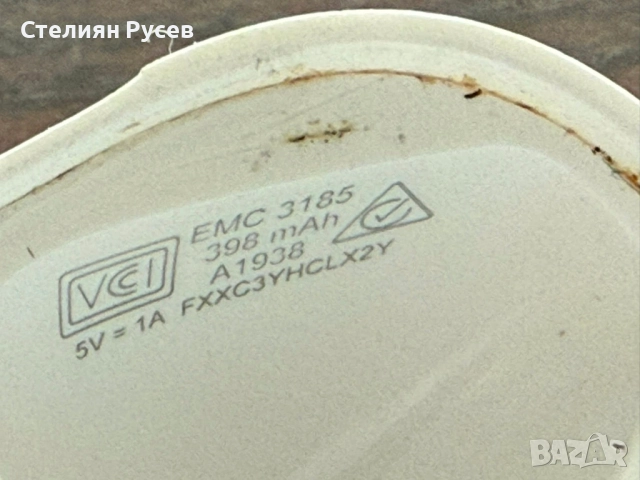 Стелиян Русев
EMC 3185
398 mAh
A1938
VCI
5V = 1A FXXC3YHCLX2Y
BAZAR